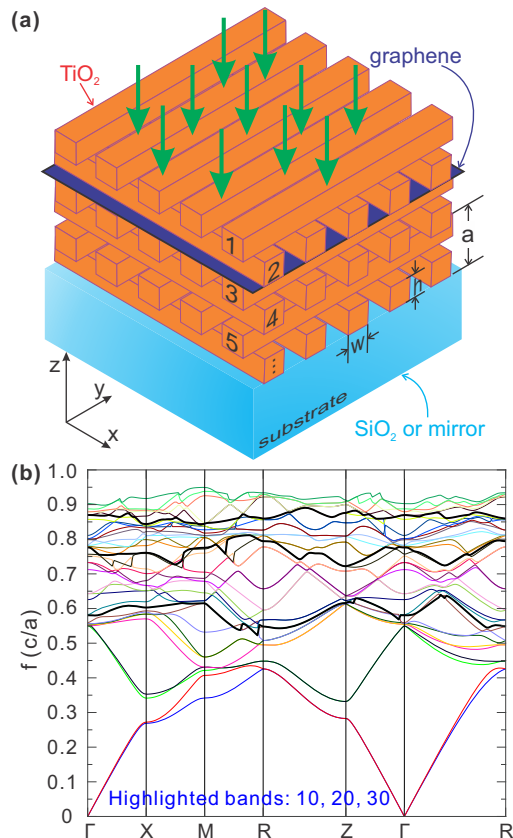 (a)
graphene
TiO₂
1
2
3
4
5
⋮
a
h
w
z
y
x
substrate
SiO₂ or mirror
(b)
f (c/a)
1.0
0.9
0.8
0.7
0.6
0.5
0.4
0.3
0.2
0.1
0
Highlighted bands: 10, 20, 30
Γ X M R Z Γ R